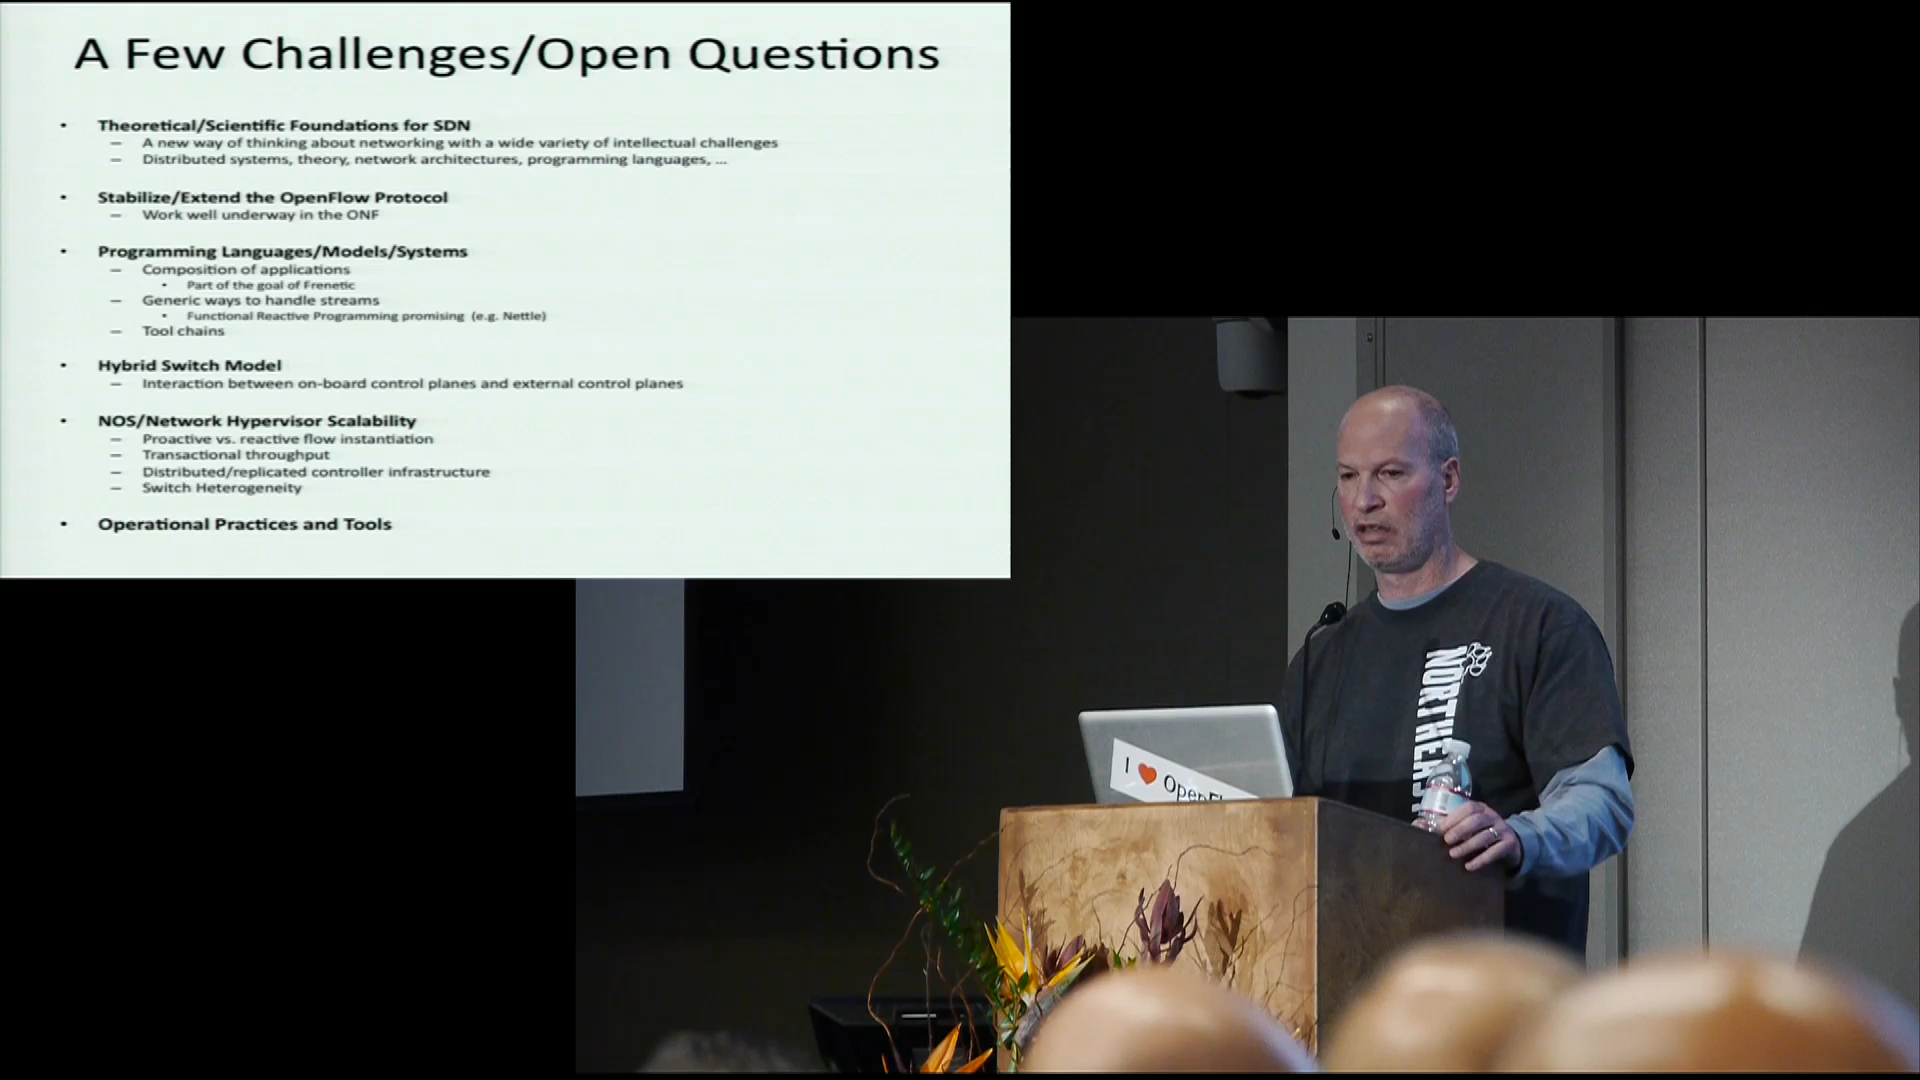 A Few Challenges/Open Questions
• Theoretical/Scientific Foundations for SDN
– A new way of thinking about networking with a wide variety of intellectual challenges
– Distributed systems, theory, network architectures, programming languages, ...
• Stabilize/Extend the OpenFlow Protocol
– Work well underway in the ONF
• Programming Languages/Models/Systems
– Composition of applications
• Part of the goal of Frenetic
– Generic ways to handle streams
• Functional Reactive Programming promising (e.g. Nettle)
– Tool chains
• Hybrid Switch Model
– Interaction between on-board control planes and external control planes
• NOS/Network Hypervisor Scalability
– Proactive vs. reactive flow instantiation
– Transactional throughput
– Distributed/replicated controller infrastructure
– Switch Heterogeneity
• Operational Practices and Tools
NORTHEAST
I ❤ OpenFl